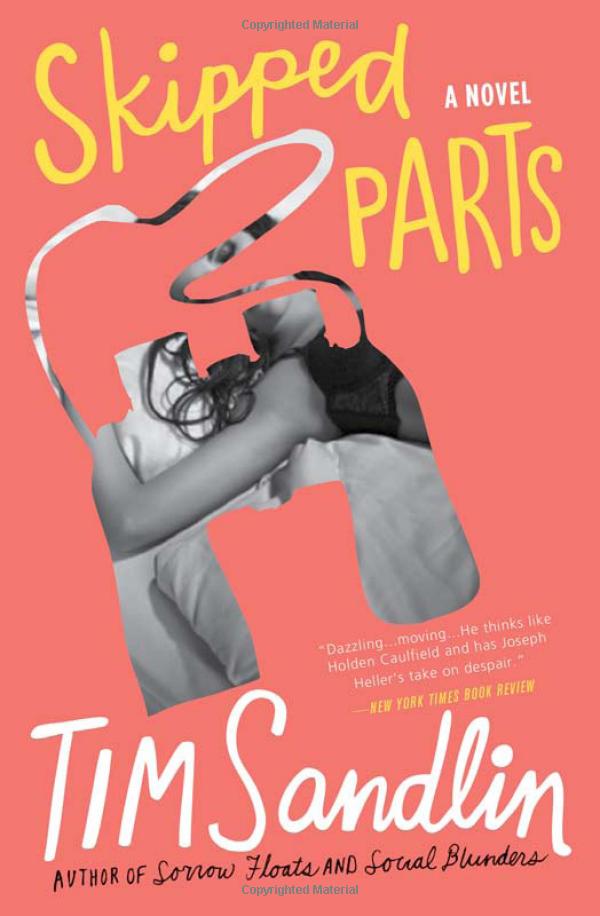 Copyrighted Material
Skipped
A NOVEL
PARTS
“Dazzling...moving...He thinks like
Holden Caulfield and has Joseph
Heller's take on despair.”
—NEW YORK TIMES BOOK REVIEW
TIM Sandlin
AUTHOR OF Sorrow Floats AND Social Blunders
Copyrighted Material